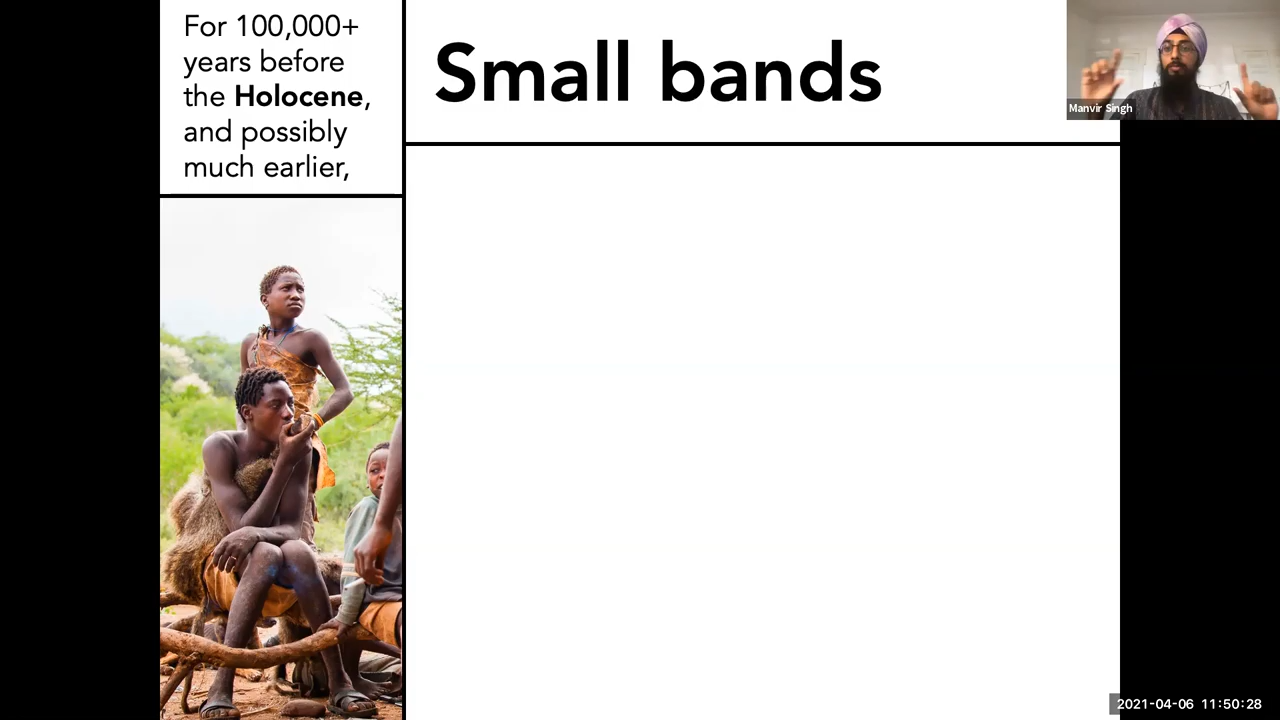 For 100,000+
years before
the Holocene,
and possibly
much earlier,
Small bands
Manvir Singh
2021-04-06 11:50:28